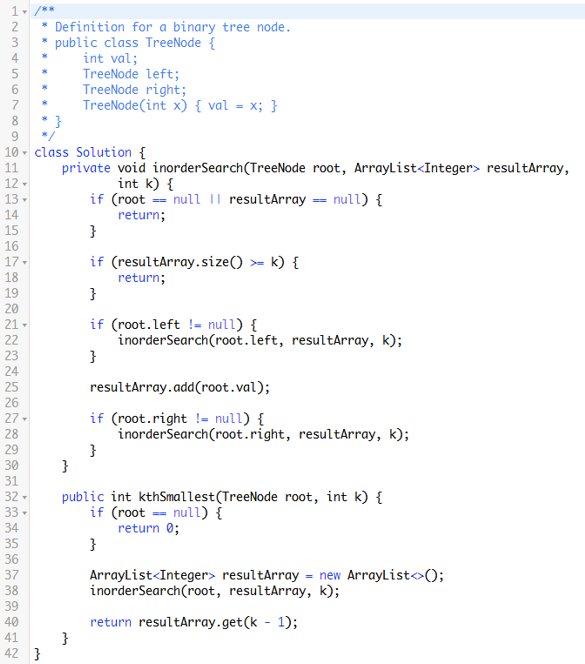 1 /**
2  * Definition for a binary tree node.
3  * public class TreeNode {
4  *     int val;
5  *     TreeNode left;
6  *     TreeNode right;
7  *     TreeNode(int x) { val = x; }
8  * }
9  */
10 class Solution {
11     private void inorderSearch(TreeNode root, ArrayList<Integer> resultArray,
12             int k) {
13         if (root == null || resultArray == null) {
14             return;
15         }
16
17         if (resultArray.size() >= k) {
18             return;
19         }
20
21         if (root.left != null) {
22             inorderSearch(root.left, resultArray, k);
23         }
24
25         resultArray.add(root.val);
26
27         if (root.right != null) {
28             inorderSearch(root.right, resultArray, k);
29         }
30     }
31
32     public int kthSmallest(TreeNode root, int k) {
33         if (root == null) {
34             return 0;
35         }
36
37         ArrayList<Integer> resultArray = new ArrayList<>();
38         inorderSearch(root, resultArray, k);
39
40         return resultArray.get(k - 1);
41     }
42 }